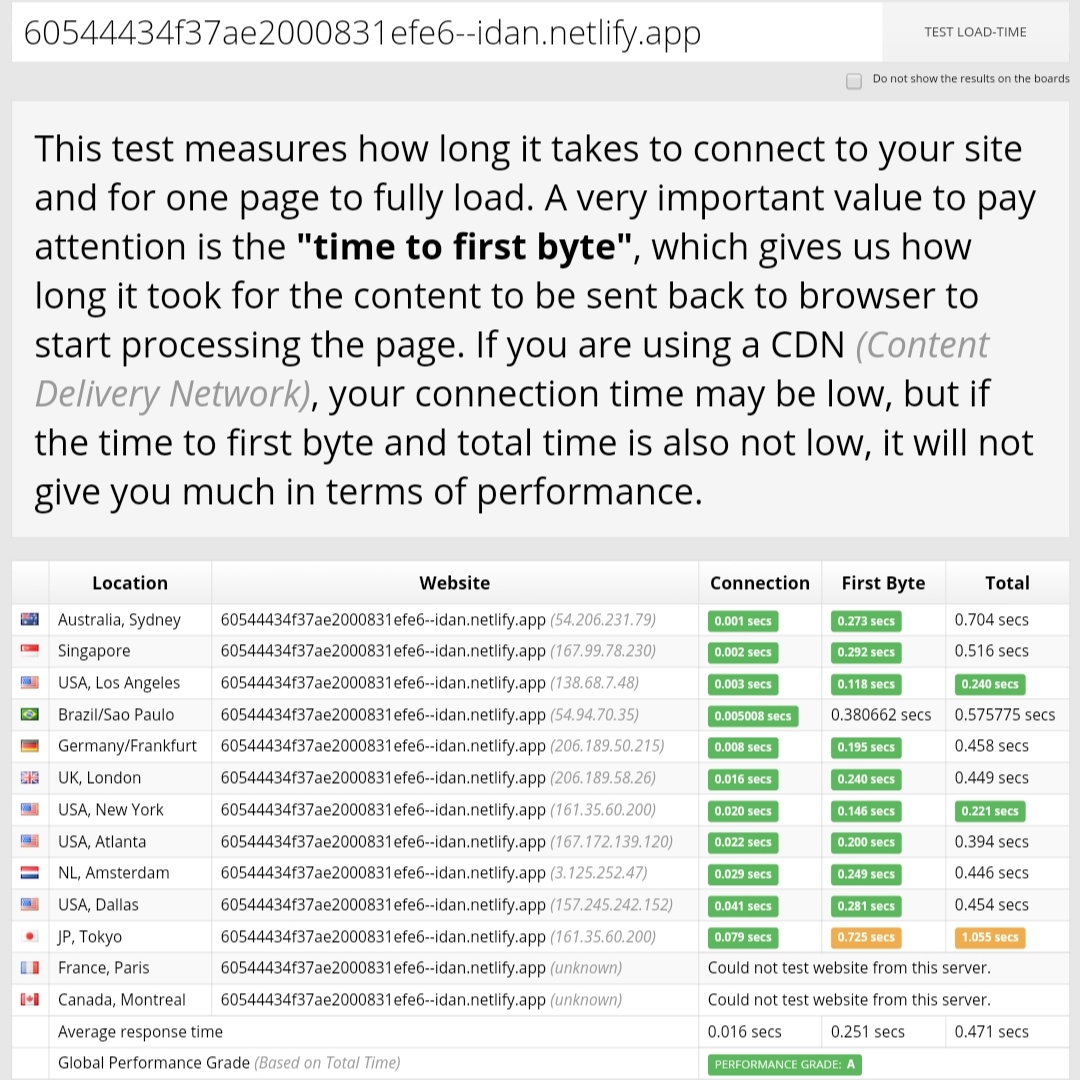 60544434f37ae2000831efe6--idan.netlify.app TEST LOAD-TIME
Do not show the results on the boards
This test measures how long it takes to connect to your site
and for one page to fully load. A very important value to pay
attention is the "time to first byte", which gives us how
long it took for the content to be sent back to browser to
start processing the page. If you are using a CDN (Content
Delivery Network), your connection time may be low, but if
the time to first byte and total time is also not low, it will not
give you much in terms of performance.
Location Website Connection First Byte Total
Australia, Sydney 60544434f37ae2000831efe6--idan.netlify.app (54.206.231.79) 0.001 secs 0.273 secs 0.704 secs
Singapore 60544434f37ae2000831efe6--idan.netlify.app (167.99.78.230) 0.002 secs 0.292 secs 0.516 secs
USA, Los Angeles 60544434f37ae2000831efe6--idan.netlify.app (138.68.7.48) 0.003 secs 0.118 secs 0.240 secs
Brazil/Sao Paulo 60544434f37ae2000831efe6--idan.netlify.app (54.94.70.35) 0.005008 secs 0.380662 secs 0.575775 secs
Germany/Frankfurt 60544434f37ae2000831efe6--idan.netlify.app (206.189.50.215) 0.008 secs 0.195 secs 0.458 secs
UK, London 60544434f37ae2000831efe6--idan.netlify.app (206.189.58.26) 0.016 secs 0.240 secs 0.449 secs
USA, New York 60544434f37ae2000831efe6--idan.netlify.app (161.35.60.200) 0.020 secs 0.146 secs 0.221 secs
USA, Atlanta 60544434f37ae2000831efe6--idan.netlify.app (167.172.139.120) 0.022 secs 0.200 secs 0.394 secs
NL, Amsterdam 60544434f37ae2000831efe6--idan.netlify.app (3.125.252.47) 0.029 secs 0.249 secs 0.446 secs
USA, Dallas 60544434f37ae2000831efe6--idan.netlify.app (157.245.242.152) 0.041 secs 0.281 secs 0.454 secs
JP, Tokyo 60544434f37ae2000831efe6--idan.netlify.app (161.35.60.200) 0.079 secs 0.725 secs 1.055 secs
France, Paris 60544434f37ae2000831efe6--idan.netlify.app (unknown) Could not test website from this server.
Canada, Montreal 60544434f37ae2000831efe6--idan.netlify.app (unknown) Could not test website from this server.
Average response time 0.016 secs 0.251 secs 0.471 secs
Global Performance Grade (Based on Total Time) PERFORMANCE GRADE: A